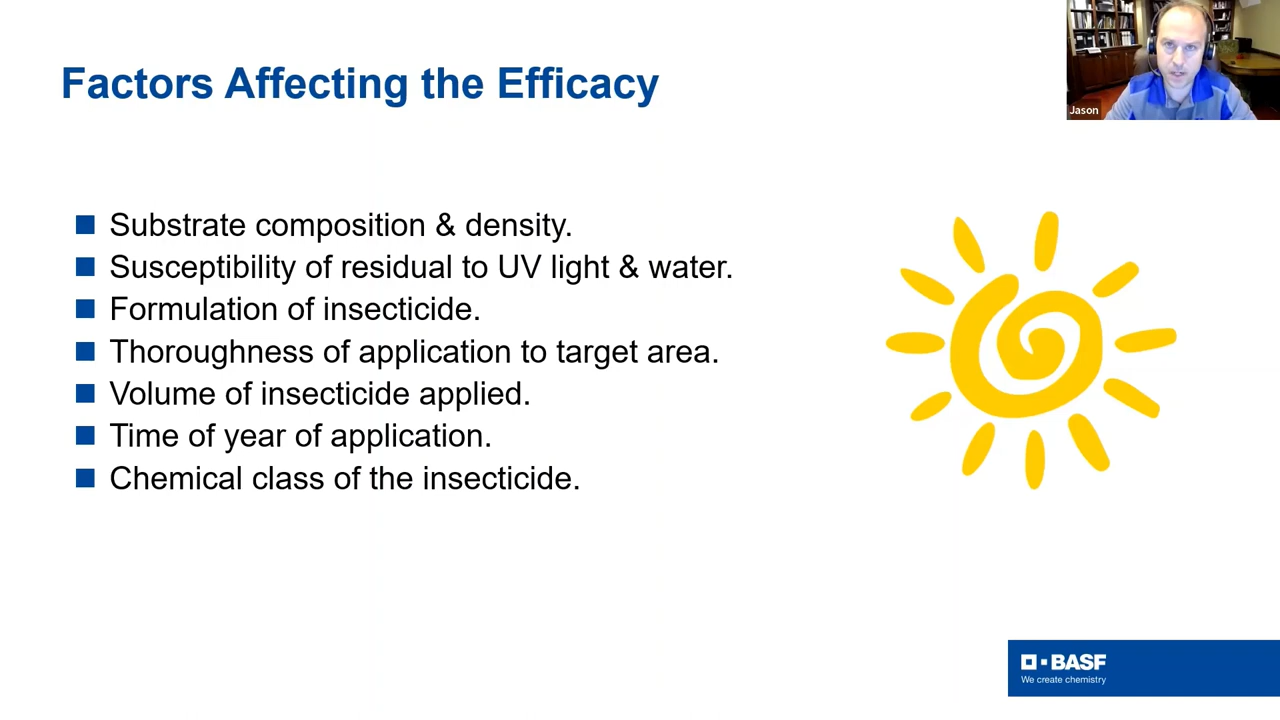 Factors Affecting the Efficacy
Jason
Substrate composition & density.
Susceptibility of residual to UV light & water.
Formulation of insecticide.
Thoroughness of application to target area.
Volume of insecticide applied.
Time of year of application.
Chemical class of the insecticide.
BASF
We create chemistry